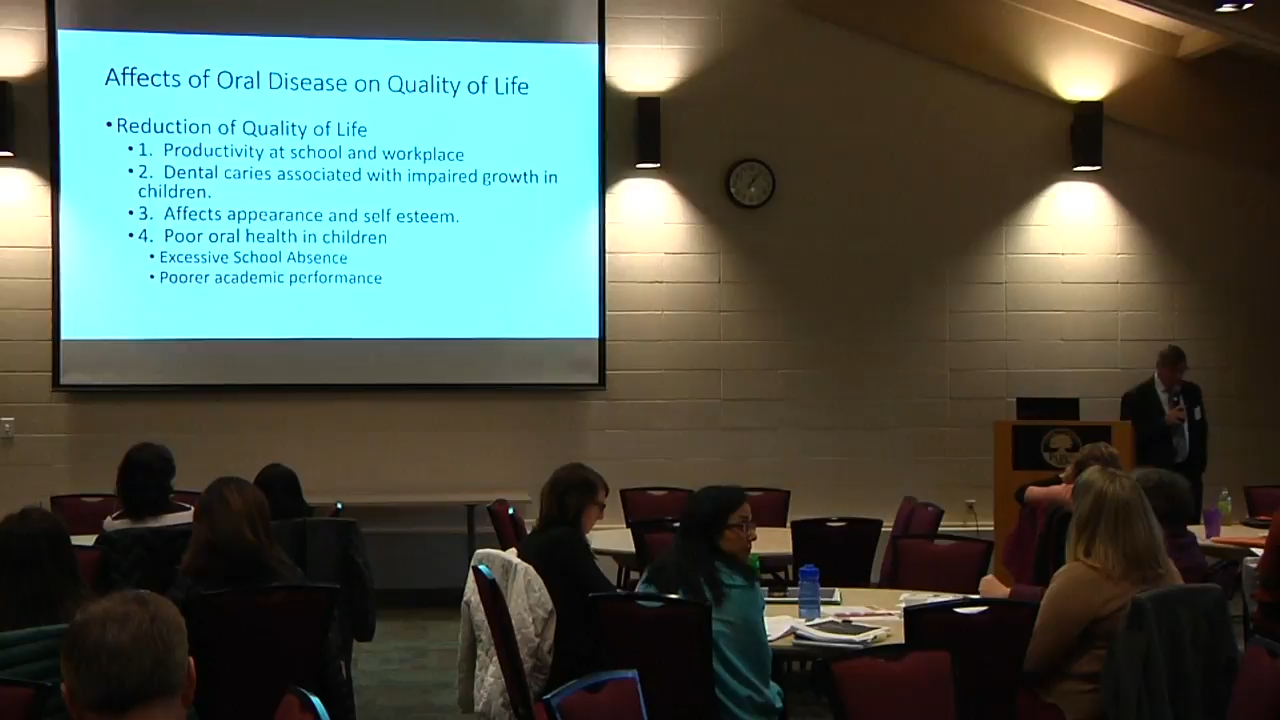 Affects of Oral Disease on Quality of Life
•Reduction of Quality of Life
•1. Productivity at school and workplace
•2. Dental caries associated with impaired growth in
children.
•3. Affects appearance and self esteem.
•4. Poor oral health in children
•Excessive School Absence
•Poorer academic performance